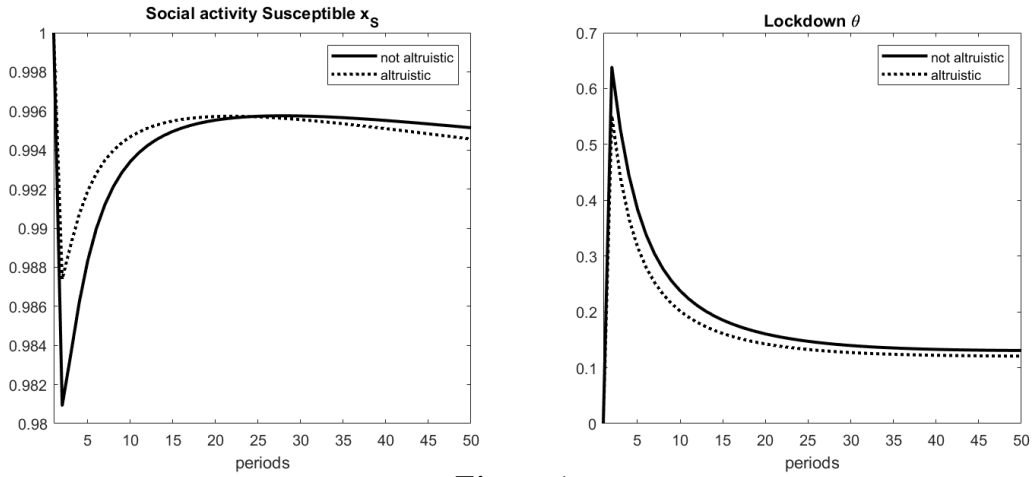 Social activity Susceptible x_S
1
0.998
0.996
0.994
0.992
0.99
0.988
0.986
0.984
0.982
0.98
not altruistic
altruistic
5 10 15 20 25 30 35 40 45 50
periods
Lockdown θ
0.7
0.6
0.5
0.4
0.3
0.2
0.1
0
not altruistic
altruistic
5 10 15 20 25 30 35 40 45 50
periods